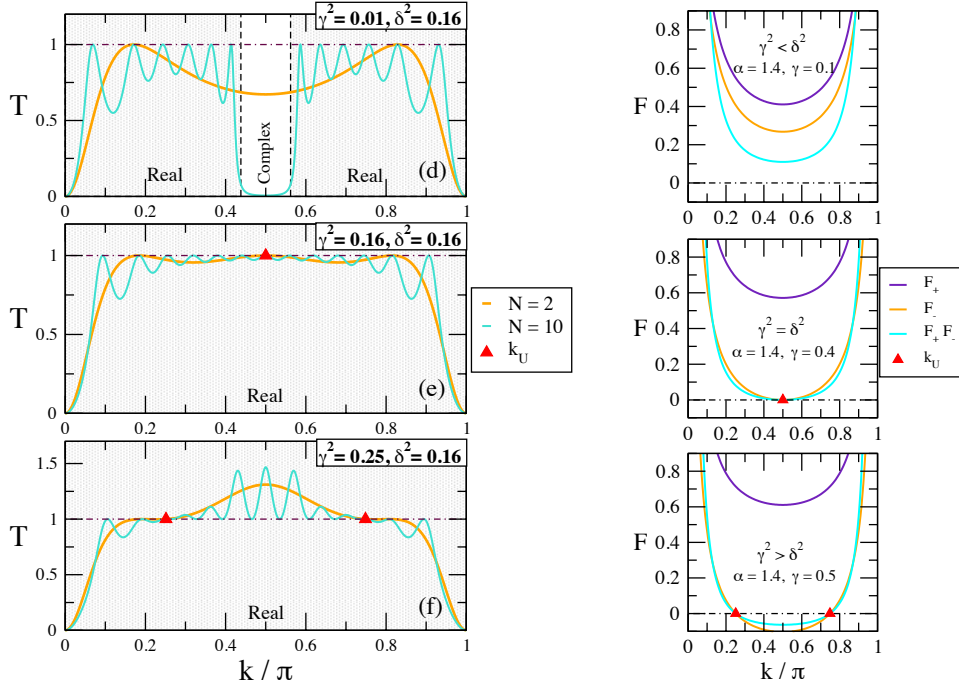 γ²= 0.01, δ²= 0.16
T
1
0.5
0
Real
Complex
Real
(d)
0 0.2 0.4 0.6 0.8 1
γ²= 0.16, δ²= 0.16
T
1
0.5
0
Real
(e)
0 0.2 0.4 0.6 0.8 1
γ²= 0.25, δ²= 0.16
T
1.5
1
0.5
0
Real
(f)
0 0.2 0.4 0.6 0.8 1
k / π
N = 2
N = 10
k_U
F
0.8
0.6
0.4
0.2
0
γ² < δ²
α = 1.4, γ = 0.1
0 0.2 0.4 0.6 0.8 1
F
0.8
0.6
0.4
0.2
0
γ² = δ²
α = 1.4, γ = 0.4
0 0.2 0.4 0.6 0.8 1
F
0.8
0.6
0.4
0.2
0
γ² > δ²
α = 1.4, γ = 0.5
0 0.2 0.4 0.6 0.8 1
k / π
F₊
F₋
F₊ F₋
k_U